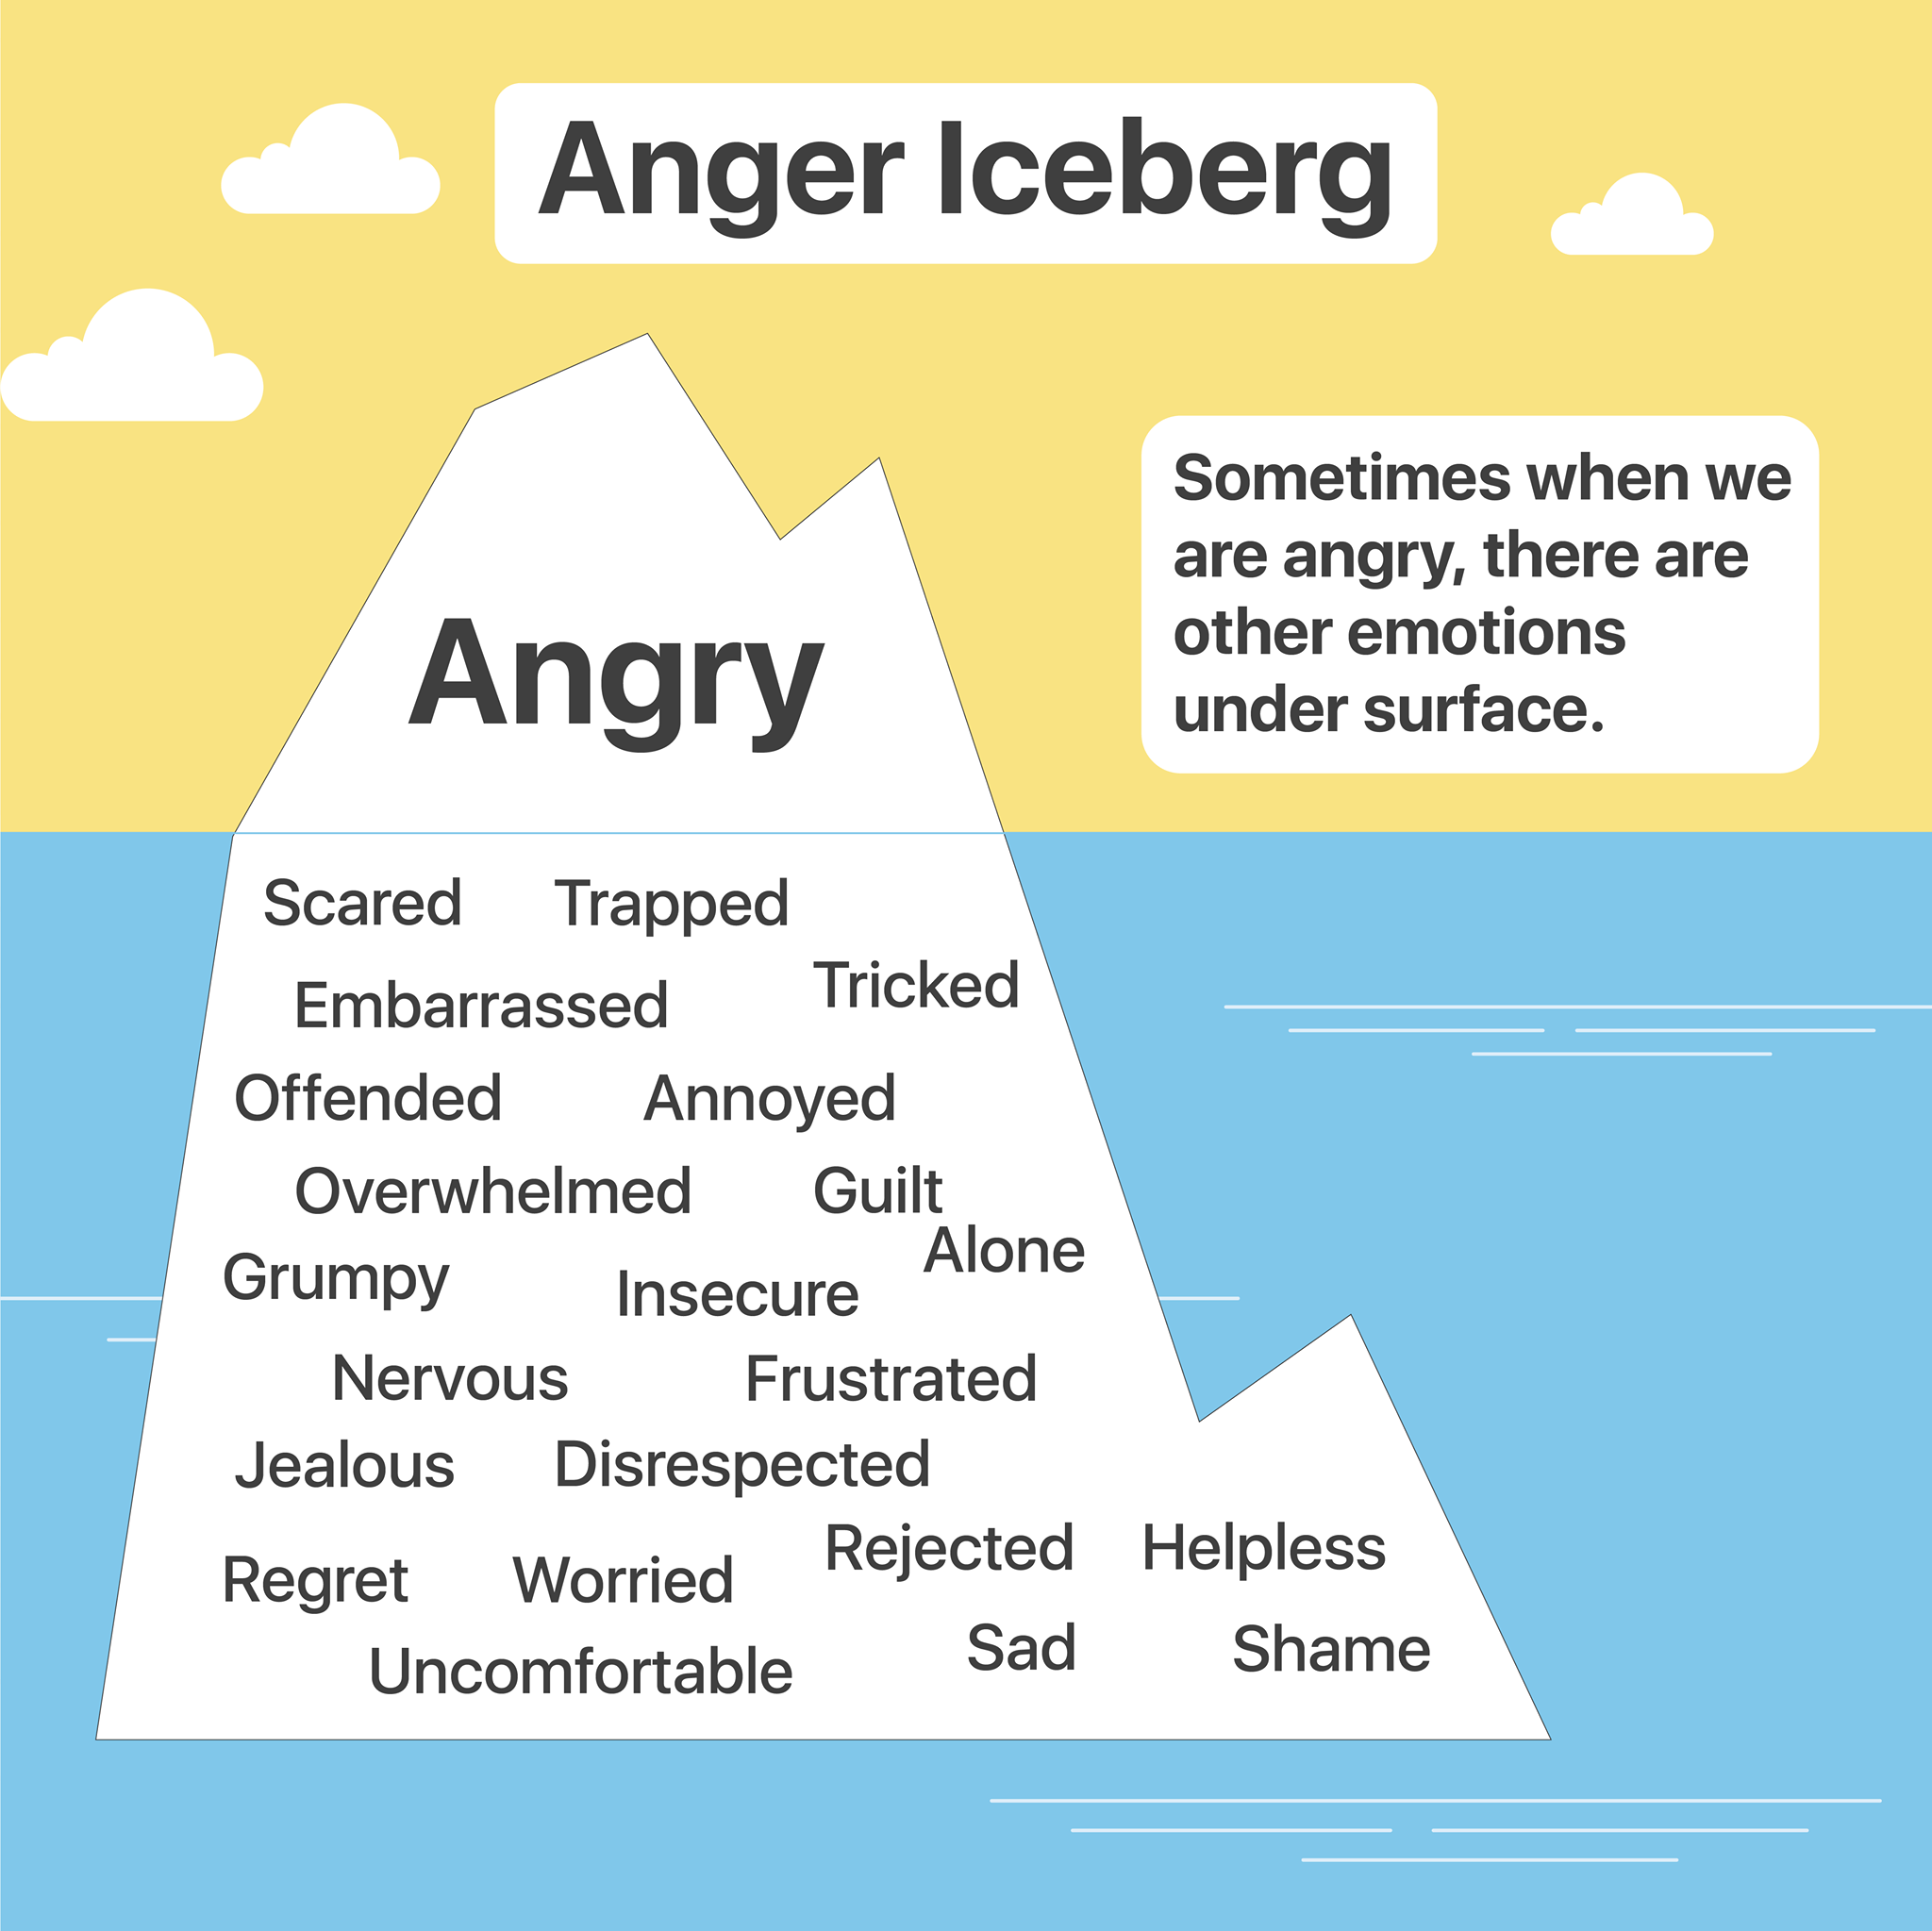 Anger Iceberg
Sometimes when we
are angry, there are
other emotions
under surface.
Angry
Scared Trapped
Tricked
Embarrassed
Offended Annoyed
Overwhelmed Guilt
Alone
Grumpy Insecure
Nervous Frustrated
Jealous Disrespected
Rejected Helpless
Regret Worried
Sad Shame
Uncomfortable